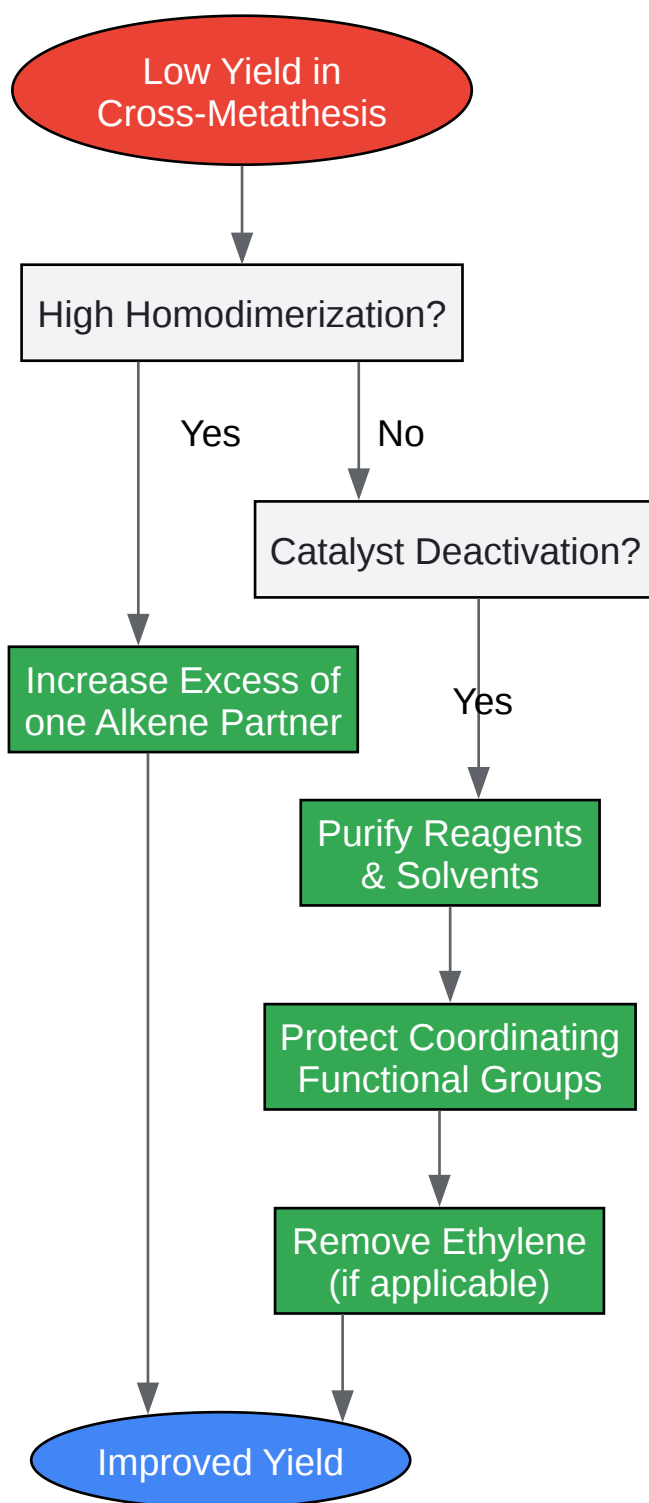 Low Yield in
Cross-Metathesis
High Homodimerization?
Yes
No
Catalyst Deactivation?
Increase Excess of
one Alkene Partner
Yes
Purify Reagents
& Solvents
Protect Coordinating
Functional Groups
Remove Ethylene
(if applicable)
Improved Yield